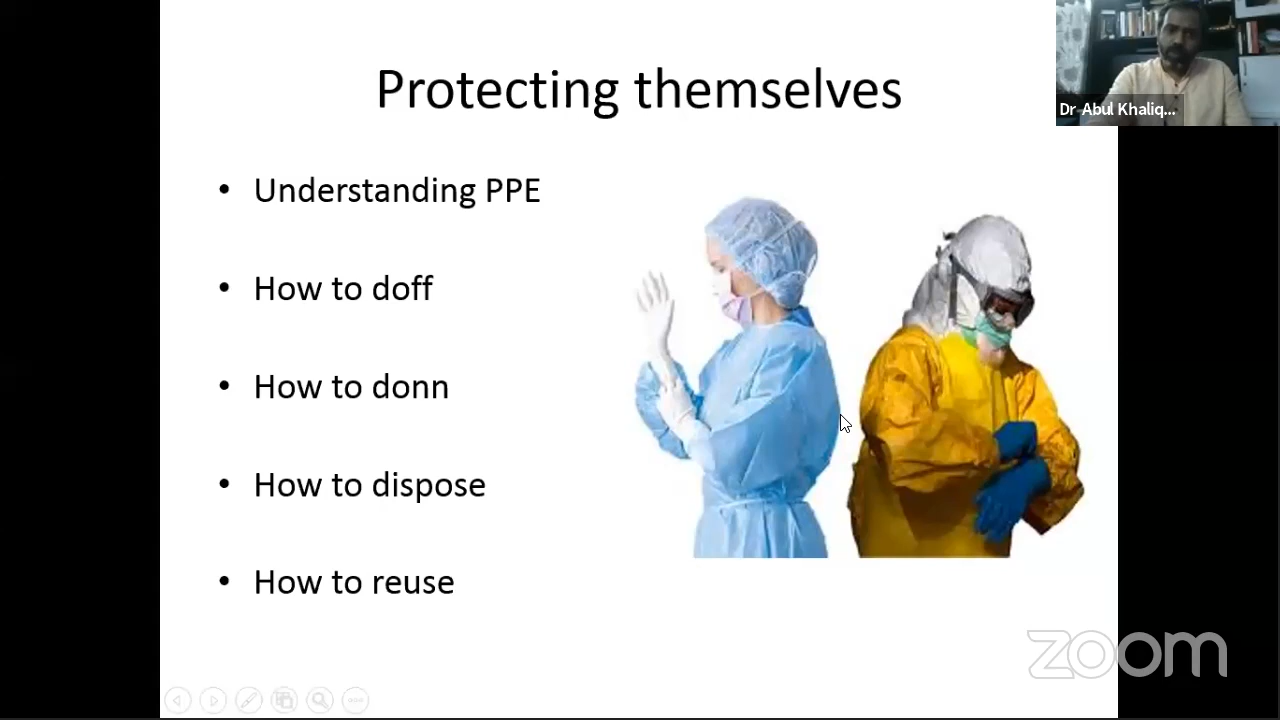 Protecting themselves
Dr Abul Khaliq...
• Understanding PPE
• How to doff
• How to donn
• How to dispose
• How to reuse
zoom